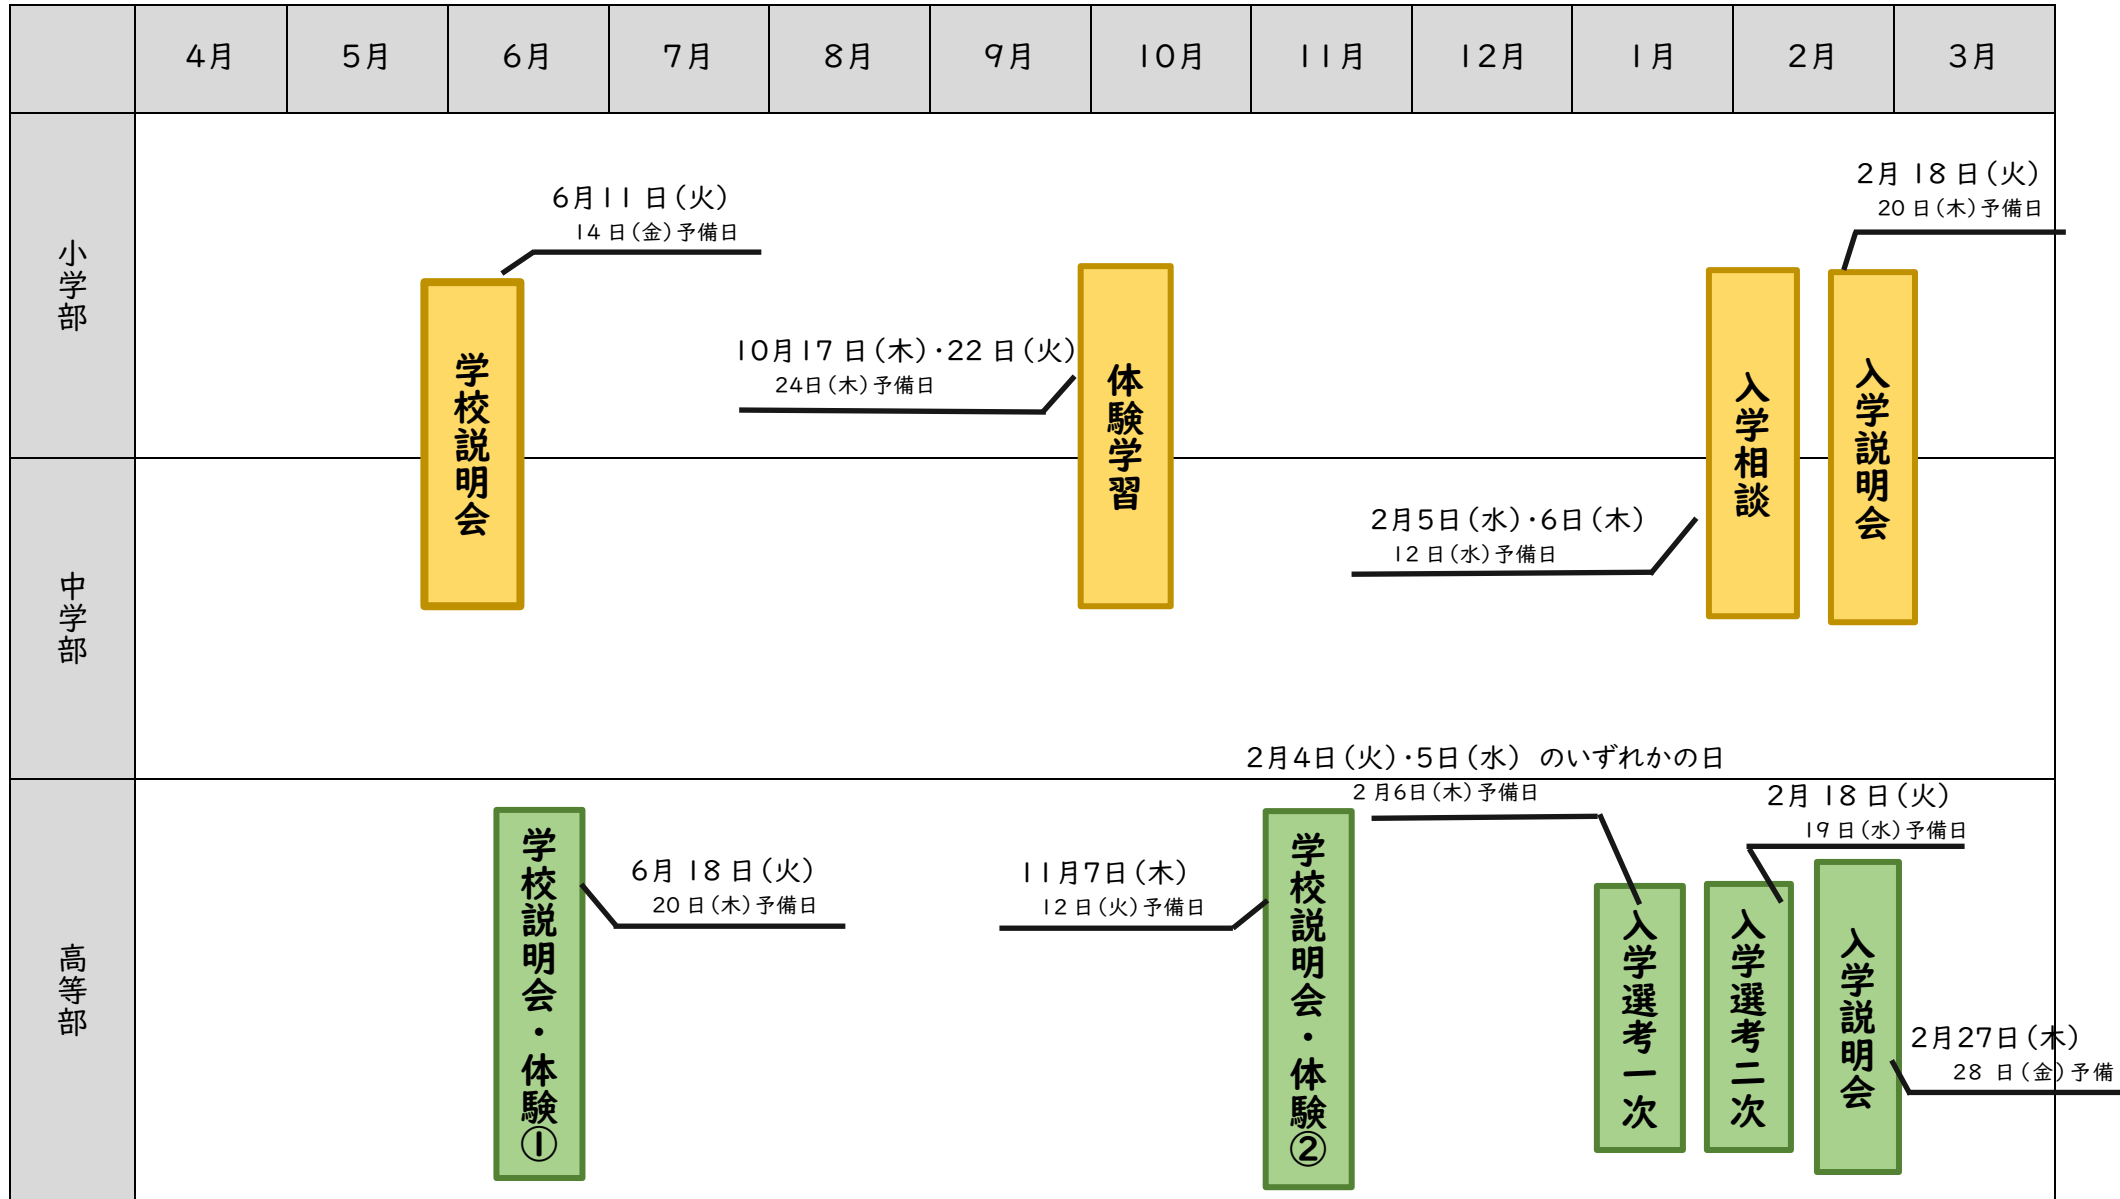 4月 5月 6月 7月 8月 9月 10月 11月 12月 1月 2月 3月
小学部
6月11日(火)
14日(金)予備日
学校説明会
10月17日(木)・22日(火)
24日(木)予備日
体験学習
2月18日(火)
20日(木)予備日
入学相談
入学説明会
中学部
2月5日(水)・6日(木)
12日(水)予備日
高等部
2月4日(火)・5日(水) のいずれかの日
2月6日(木)予備日
2月18日(火)
19日(水)予備日
学校説明会・体験①
6月18日(火)
20日(木)予備日
11月7日(木)
12日(火)予備日
学校説明会・体験②
入学選考一次
入学選考二次
入学説明会
2月27日(木)
28日(金)予備